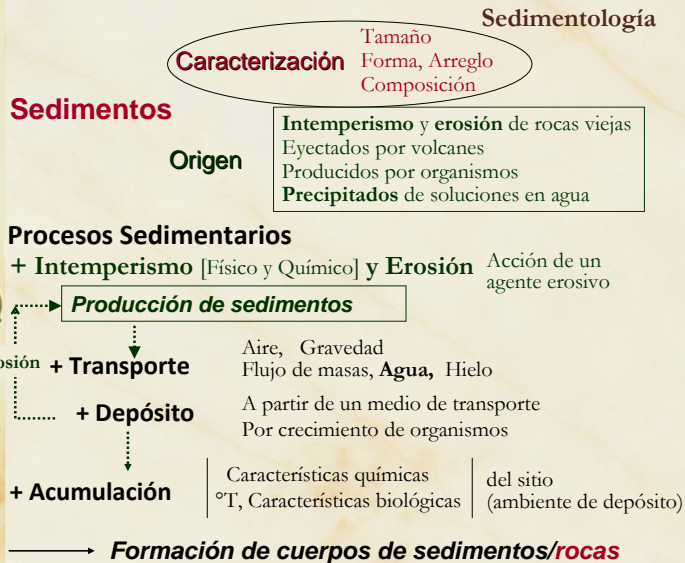 Sedimentología
Tamaño
Caracterización Forma, Arreglo
Composición
Sedimentos
Origen
Intemperismo y erosión de rocas viejas
Eyectados por volcanes
Producidos por organismos
Precipitados de soluciones en agua
Procesos Sedimentarios
+ Intemperismo [Físico y Químico] y Erosión
Acción de un
agente erosivo
Producción de sedimentos
osión + Transporte
Aire, Gravedad
Flujo de masas, Agua, Hielo
+ Depósito
A partir de un medio de transporte
Por crecimiento de organismos
+ Acumulación
Características químicas
°T, Características biológicas
del sitio
(ambiente de depósito)
Formación de cuerpos de sedimentos/rocas